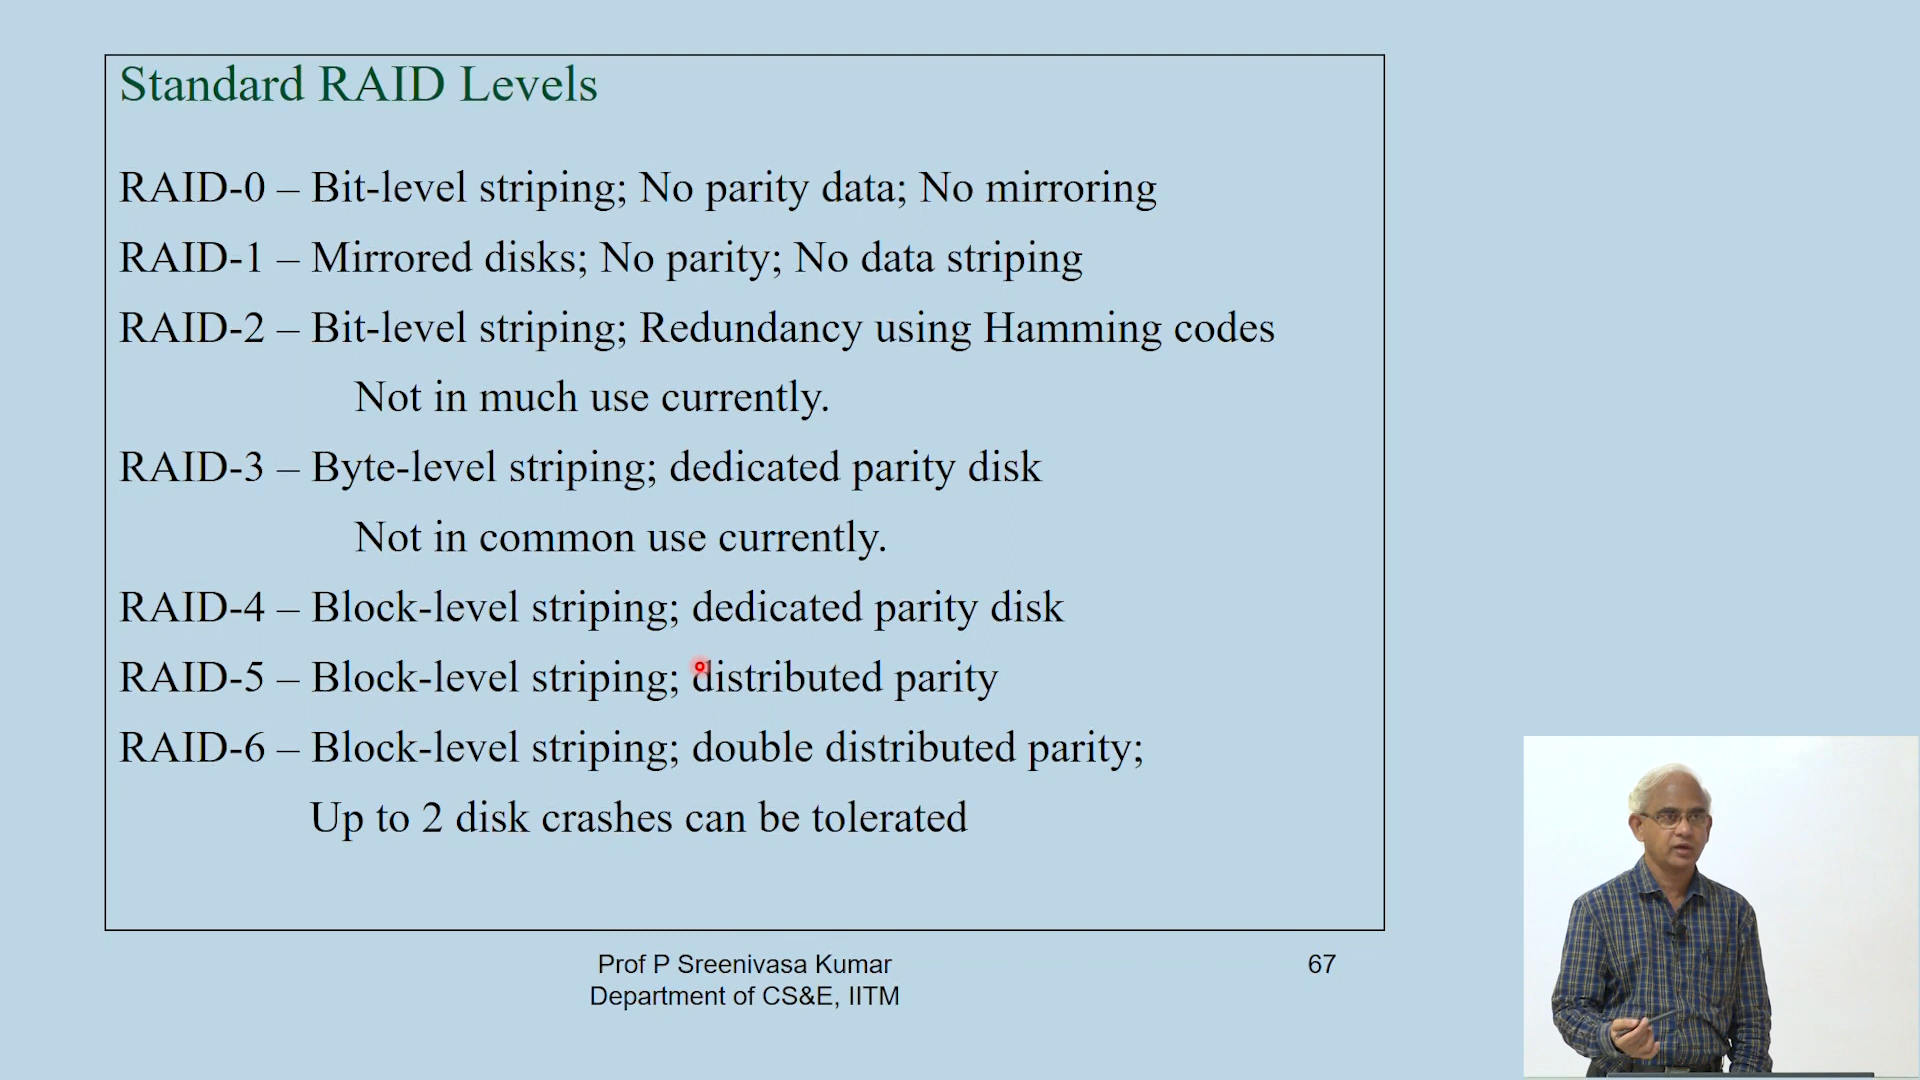 Standard RAID Levels
RAID-0 – Bit-level striping; No parity data; No mirroring
RAID-1 – Mirrored disks; No parity; No data striping
RAID-2 – Bit-level striping; Redundancy using Hamming codes
Not in much use currently.
RAID-3 – Byte-level striping; dedicated parity disk
Not in common use currently.
RAID-4 – Block-level striping; dedicated parity disk
RAID-5 – Block-level striping; distributed parity
RAID-6 – Block-level striping; double distributed parity;
Up to 2 disk crashes can be tolerated
Prof P Sreenivasa Kumar
Department of CS&E, IITM
67